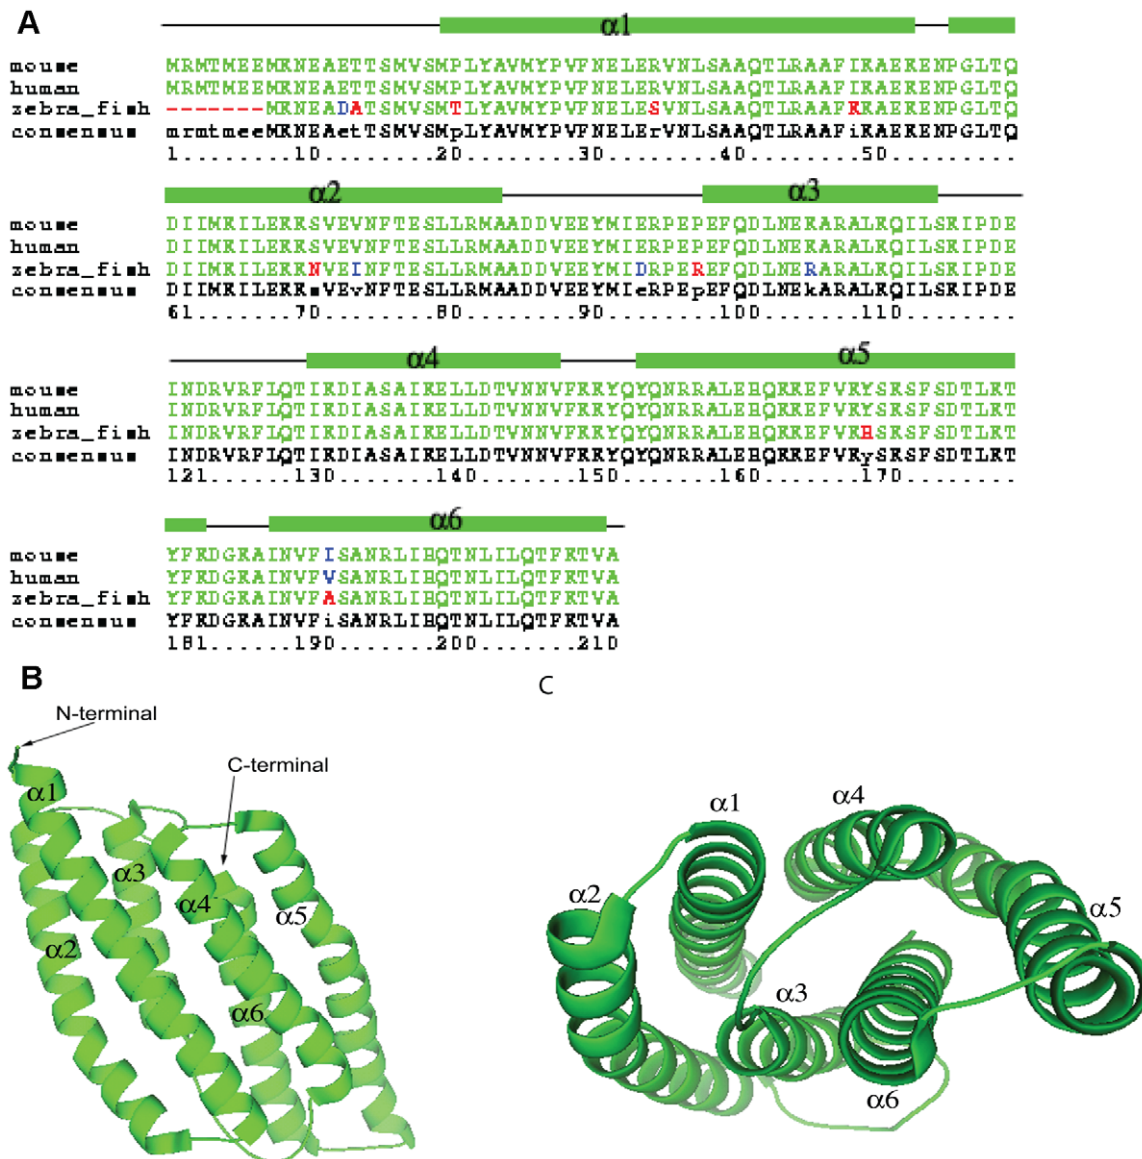 A
α1
mouse MRMTMEEMKNEAETTSMVSMPLYAVMYPVFNELERVNLSAAQTLRAAFIKAEKENPGLTQ
human MRMTMEEMKNEAETTSMVSMPLYAVMYPVFNELERVNLSAAQTLRAAFIKAEKENPGLTQ
zebra_fish -------MKNEADATSMVSMTLYAVMYPVFNELESVNLSAAQTLRAAFKKAEKENPGLTQ
consensus mrmtmeeMKNEAetTSMVSMpLYAVMYPVFNELErVNLSAAQTLRAAFiKAEKENPGLTQ
1........10........20........30........40........50.........
α2 α3
mouse DIIMKILEKKSVEVNFTESLLRMAADDVEEYMIERPEPEFQDLNEKARALKQILSKIPDE
human DIIMKILEKKSVEVNFTESLLRMAADDVEEYMIERPEPEFQDLNEKARALKQILSKIPDE
zebra_fish DIIMKILEKKNVEINFTESLLRMAADDVEEYMIDRPEREFQDLNERARALKQILSKIPDE
consensus DIIMKILEKKsVEvNFTESLLRMAADDVEEYMIeRPEpEFQDLNEkARALKQILSKIPDE
61.......70........80........90........100.......110.........
α4 α5
mouse INDRVRFLQTIKDIASAIKELLDTVNNVFKKYQYQNRRALEHQKKEFVKYSKSFSDTLKT
human INDRVRFLQTIKDIASAIKELLDTVNNVFKKYQYQNRRALEHQKKEFVKYSKSFSDTLKT
zebra_fish INDRVRFLQTIKDIASAIKELLDTVNNVFKKYQYQNRRALEHQKKEFVKHSKSFSDTLKT
consensus INDRVRFLQTIKDIASAIKELLDTVNNVFKKYQYQNRRALEHQKKEFVKySKSFSDTLKT
121......130.......140.......150.......160.......170.........
α6
mouse YFKDGKAINVFISANRLIHQTNLILQTFKTVA
human YFKDGKAINVFVSANRLIHQTNLILQTFKTVA
zebra_fish YFKDGKAINVFASANRLIHQTNLILQTFKTVA
consensus YFKDGKAINVFiSANRLIHQTNLILQTFKTVA
181......190.......200.......210
B
N-terminal
C-terminal
α1
α3
α4
α5
α2
α6
C
α1
α4
α2
α5
α3
α6